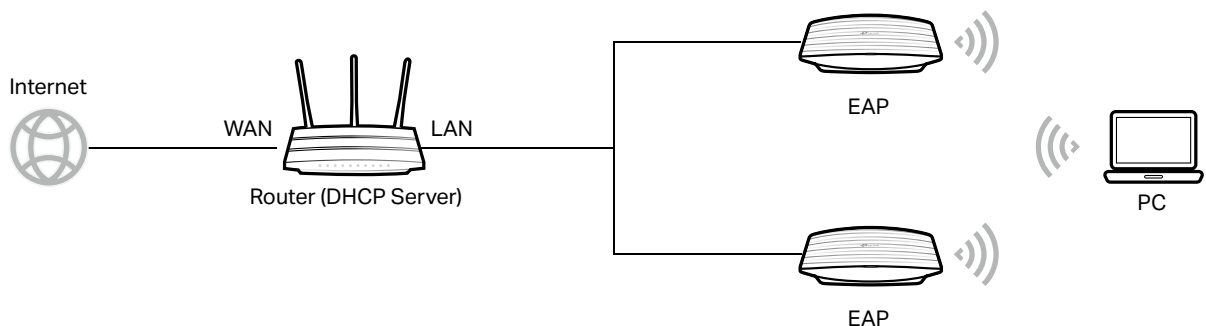 Internet
WAN
LAN
Router (DHCP Server)
EAP
PC
EAP